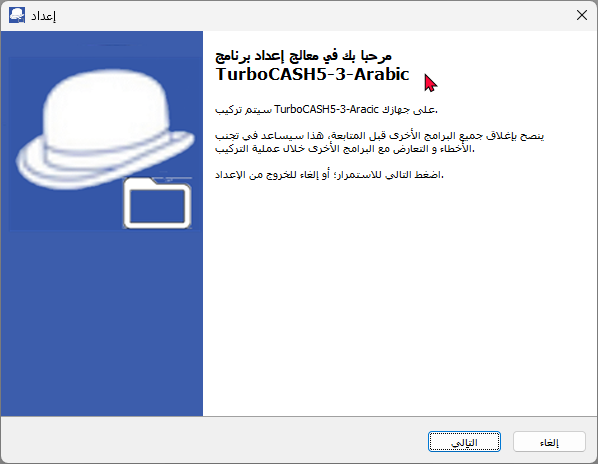 إعداد
مرحبا بك في معالج إعداد برنامج
TurboCASH5-3-Arabic
سيتم تركيب TurboCASH5-3-Aracic على جهازك.
ينصح بإغلاق جميع البرامج الأخرى قبل المتابعة، هذا سيساعد في تجنب
الأخطاء و التعارض مع البرامج الأخرى خلال عملية التركيب.
اضغط التالي للاستمرار؛ أو إلغاء للخروج من الإعداد.
التالي
إلغاء